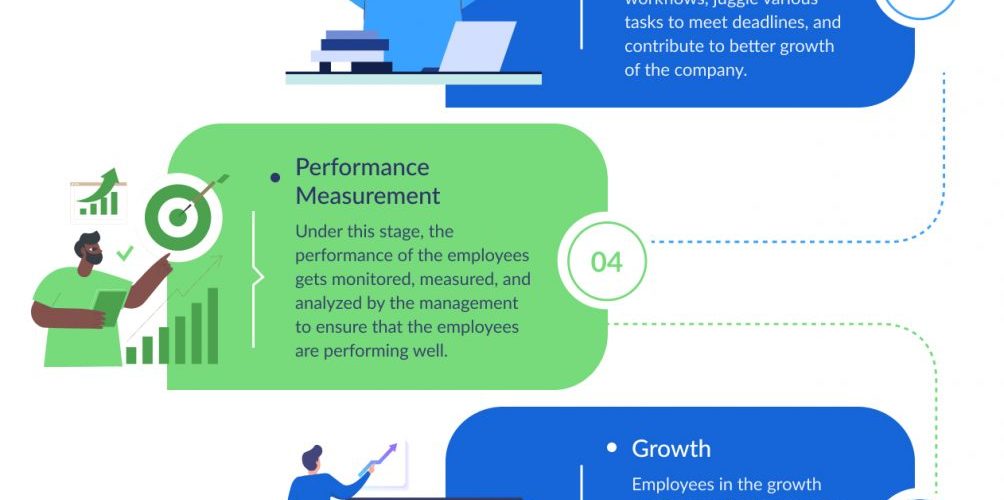 workflows, juggle various
tasks to meet deadlines, and
contribute to better growth
of the company.
Performance
Measurement
Under this stage, the
performance of the employees
gets monitored, measured, and
analyzed by the management
to ensure that the employees
are performing well.
04
Growth
Employees in the growth